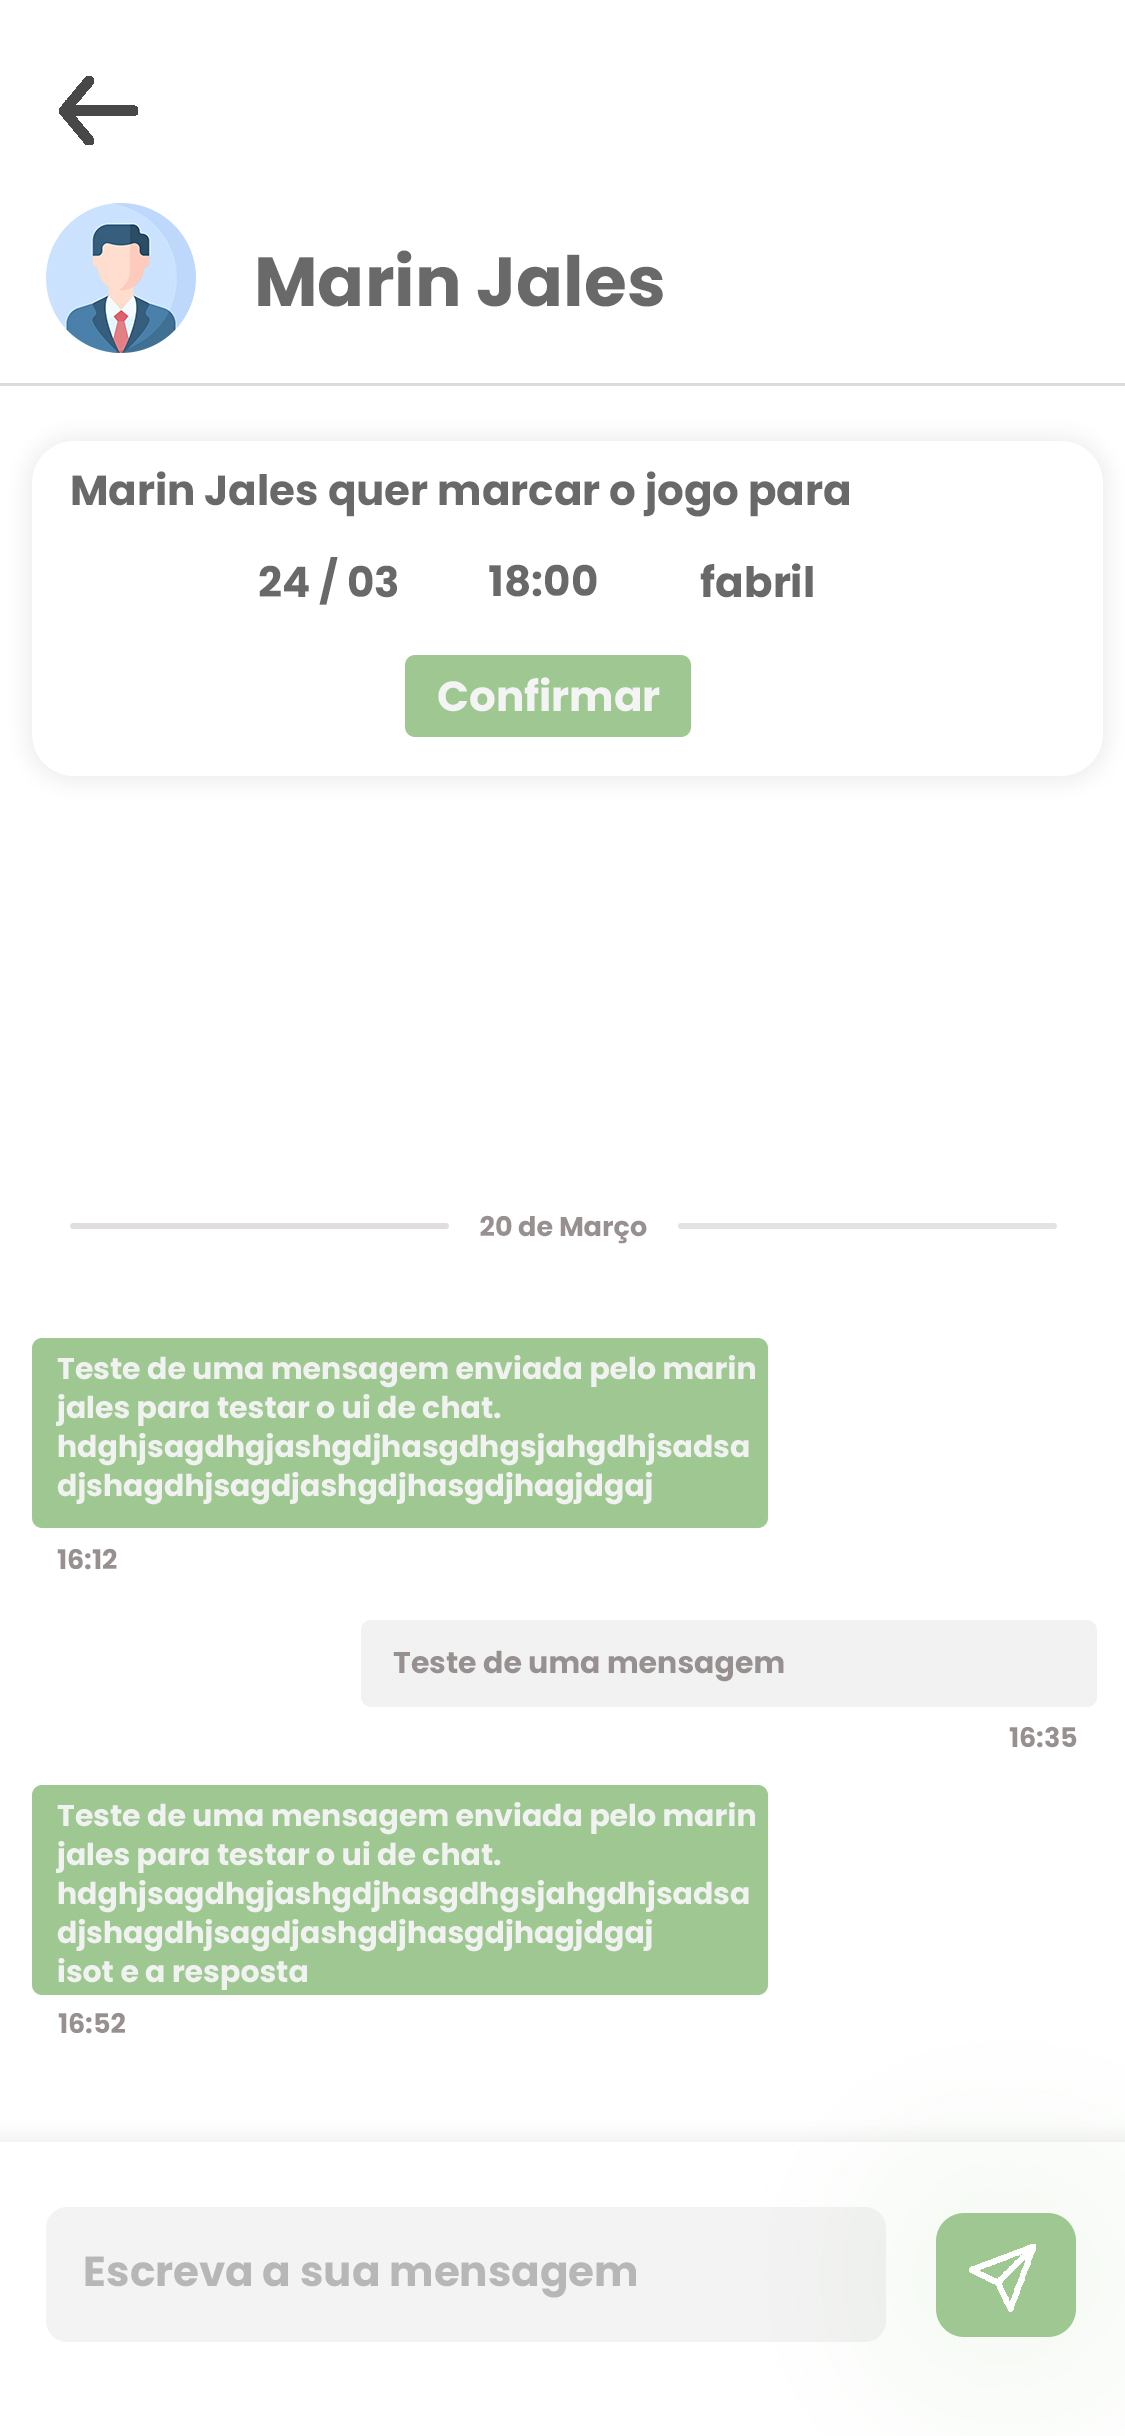 Marin Jales
Marin Jales quer marcar o jogo para
24 / 03 18:00 fabril
Confirmar
20 de Março
Teste de uma mensagem enviada pelo marin
jales para testar o ui de chat.
hdghjsagdhgjashgdjhasgdhgsjahgdhjsadsa
djshagdhjsagdjashgdjhasgdjhagjdgaj
16:12
Teste de uma mensagem
16:35
Teste de uma mensagem enviada pelo marin
jales para testar o ui de chat.
hdghjsagdhgjashgdjhasgdhgsjahgdhjsadsa
djshagdhjsagdjashgdjhasgdjhagjdgaj
isot e a resposta
16:52
Escreva a sua mensagem